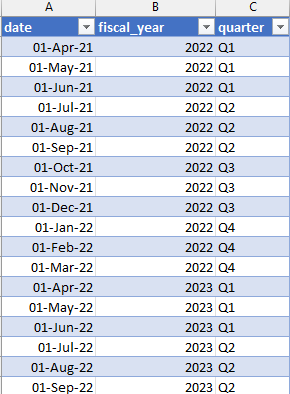 A B C
date fiscal_year quarter
01-Apr-21 2022 Q1
01-May-21 2022 Q1
01-Jun-21 2022 Q1
01-Jul-21 2022 Q2
01-Aug-21 2022 Q2
01-Sep-21 2022 Q2
01-Oct-21 2022 Q3
01-Nov-21 2022 Q3
01-Dec-21 2022 Q3
01-Jan-22 2022 Q4
01-Feb-22 2022 Q4
01-Mar-22 2022 Q4
01-Apr-22 2023 Q1
01-May-22 2023 Q1
01-Jun-22 2023 Q1
01-Jul-22 2023 Q2
01-Aug-22 2023 Q2
01-Sep-22 2023 Q2